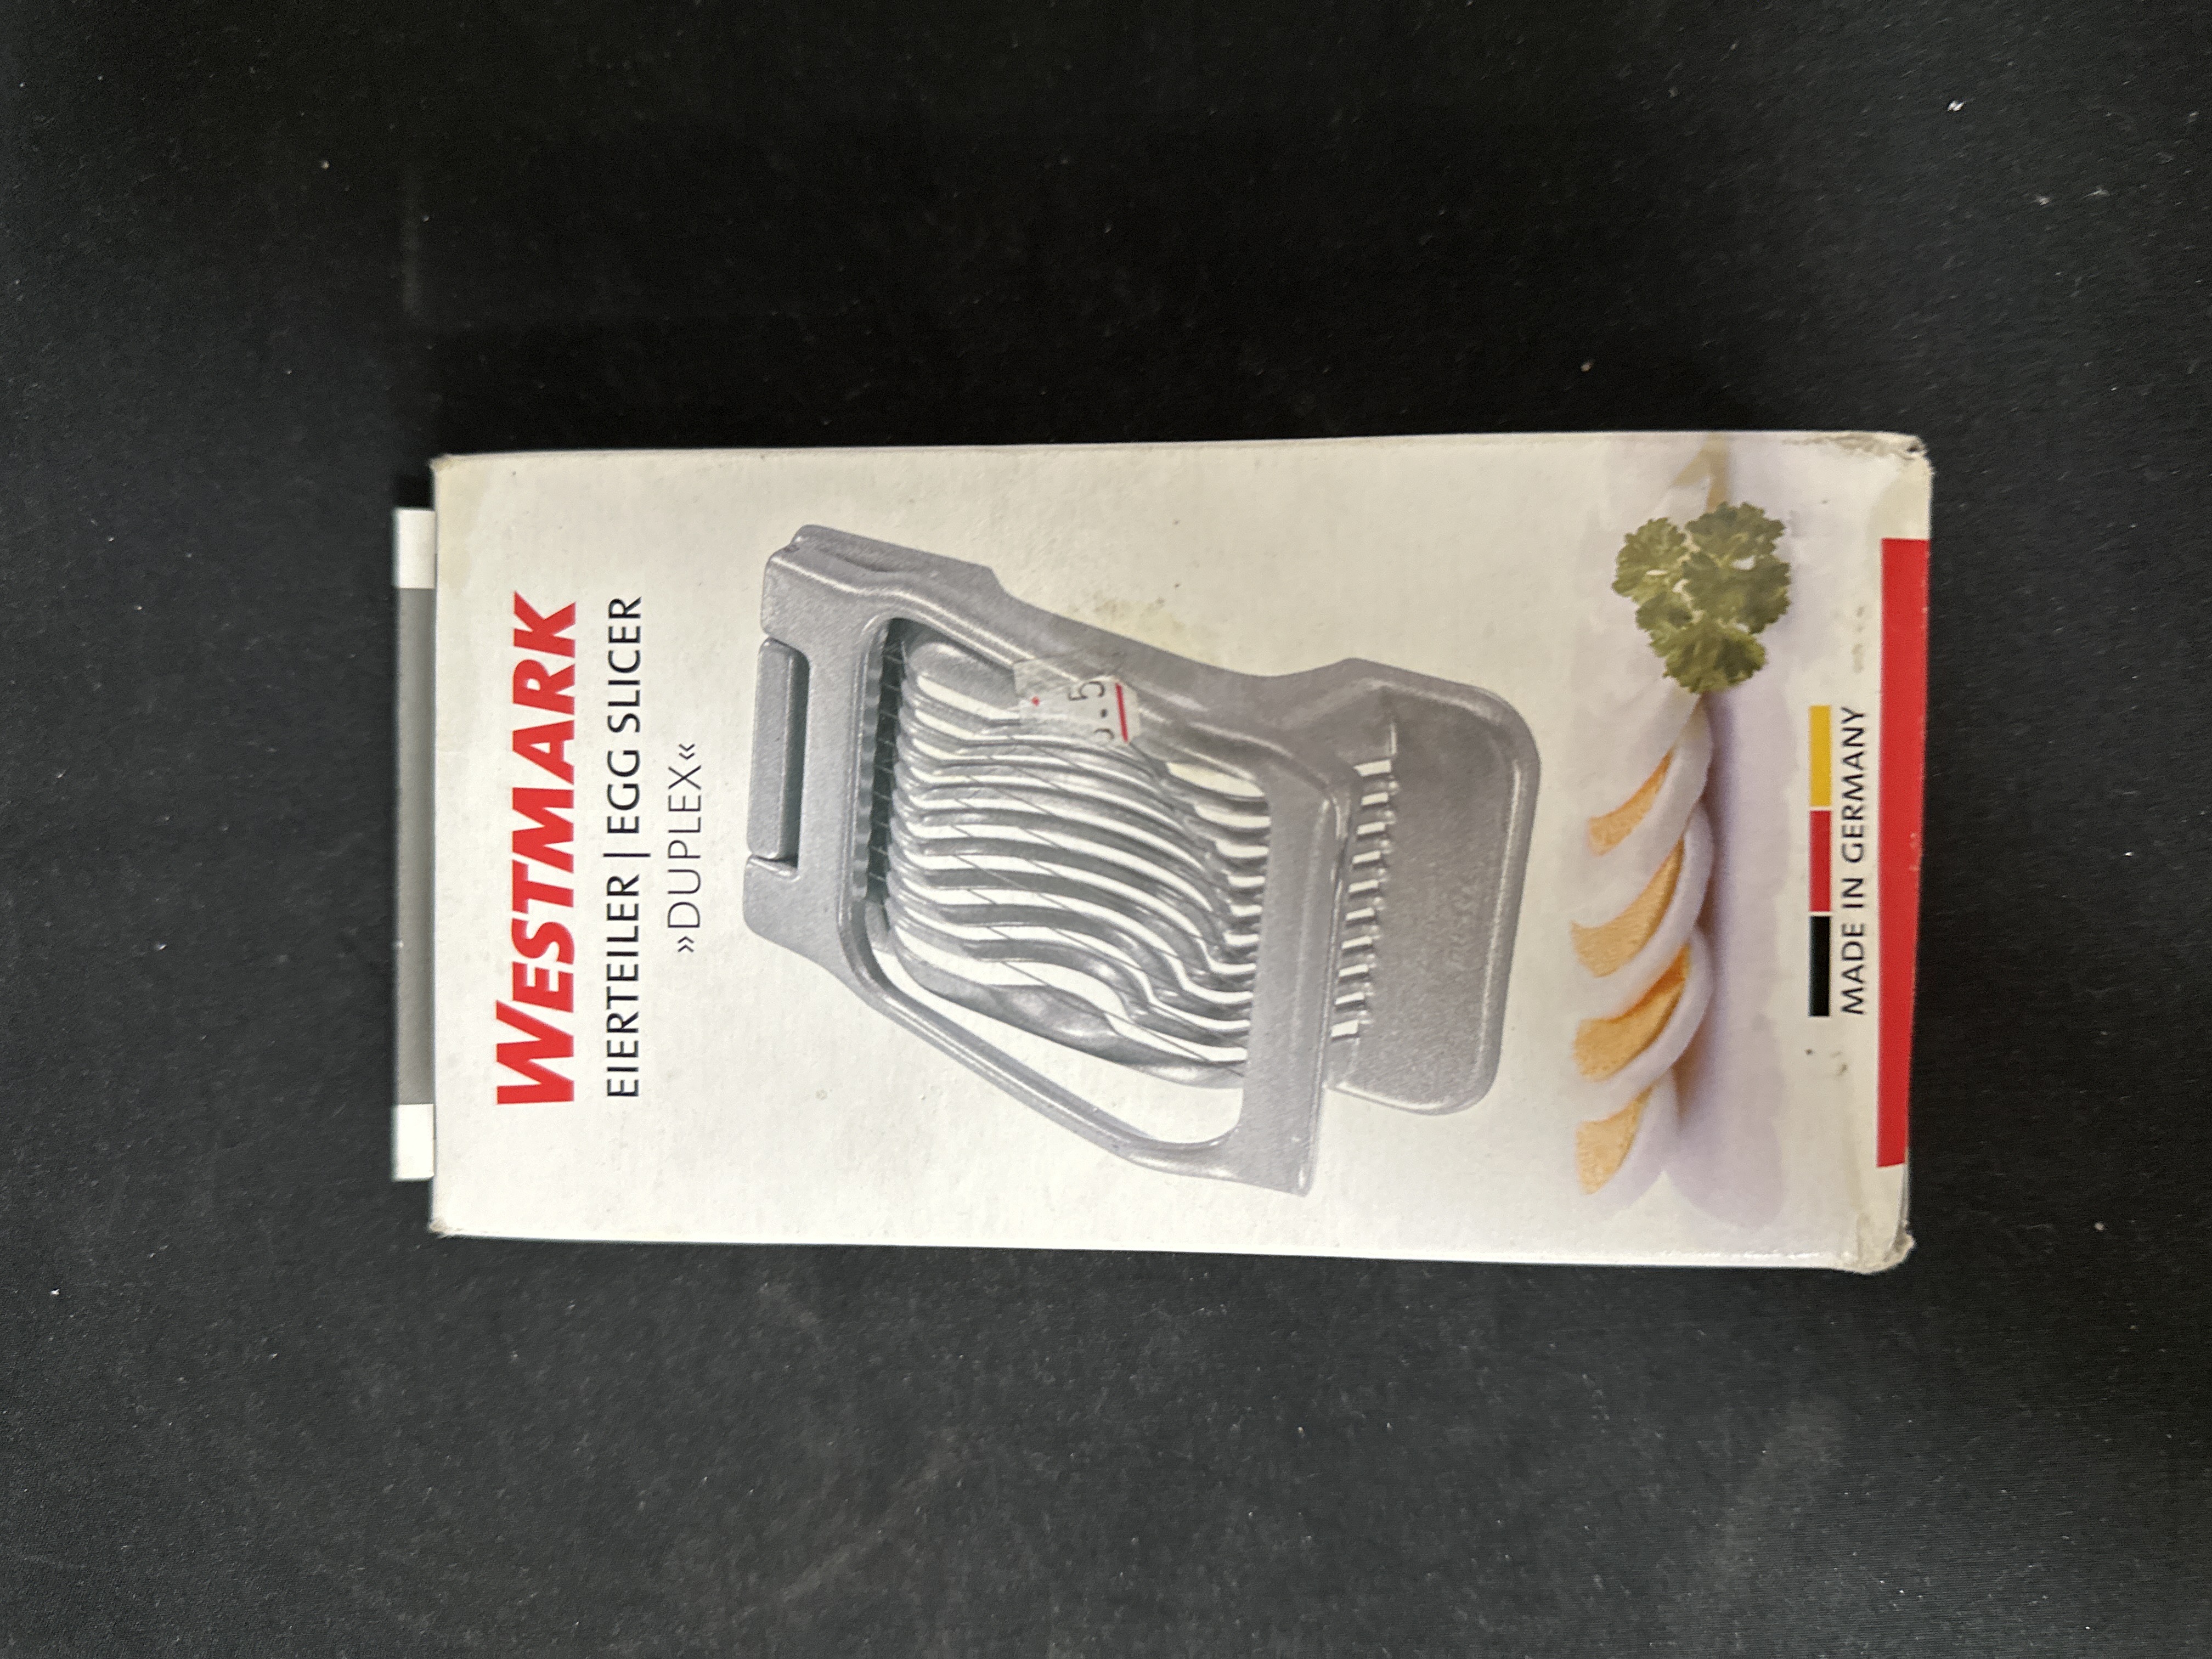 WESTMARK
EIERTEILER | EGG SLICER
»DUPLEX«
MADE IN GERMANY